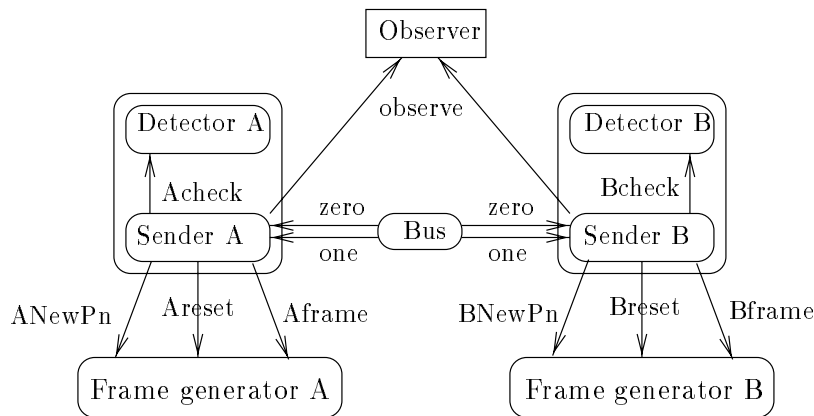 Observer
Detector A
Detector B
observe
Acheck
Bcheck
zero
zero
Sender A
Bus
Sender B
one
one
ANewPn
Areset
Aframe
BNewPn
Breset
Bframe
Frame generator A
Frame generator B